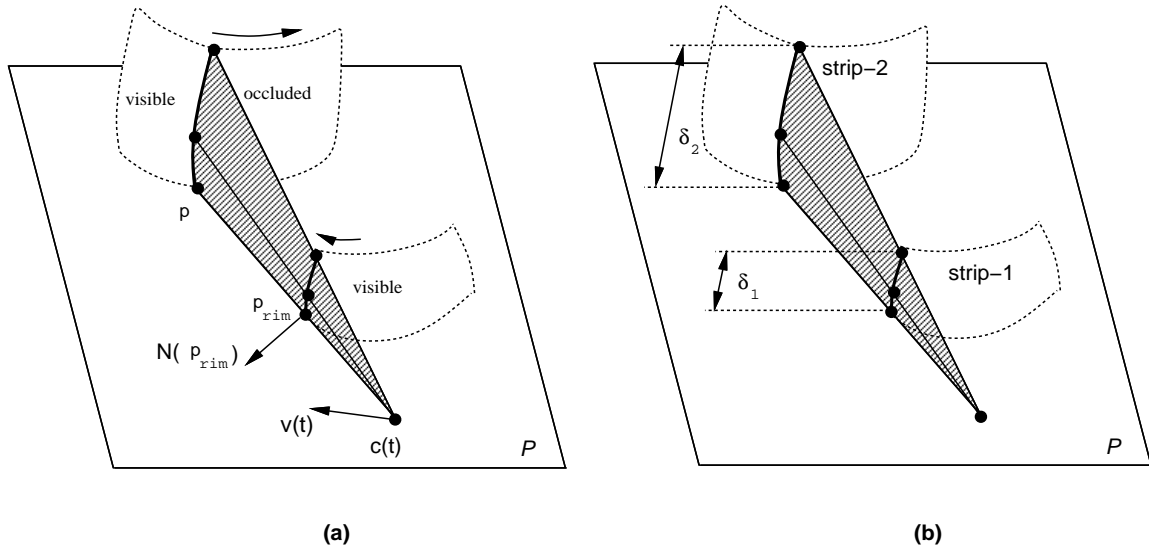 visible
occluded
p
visible
p rim
N( p rim )
v(t)
c(t)
P
(a)
strip-2
δ 2
strip-1
δ 1
P
(b)